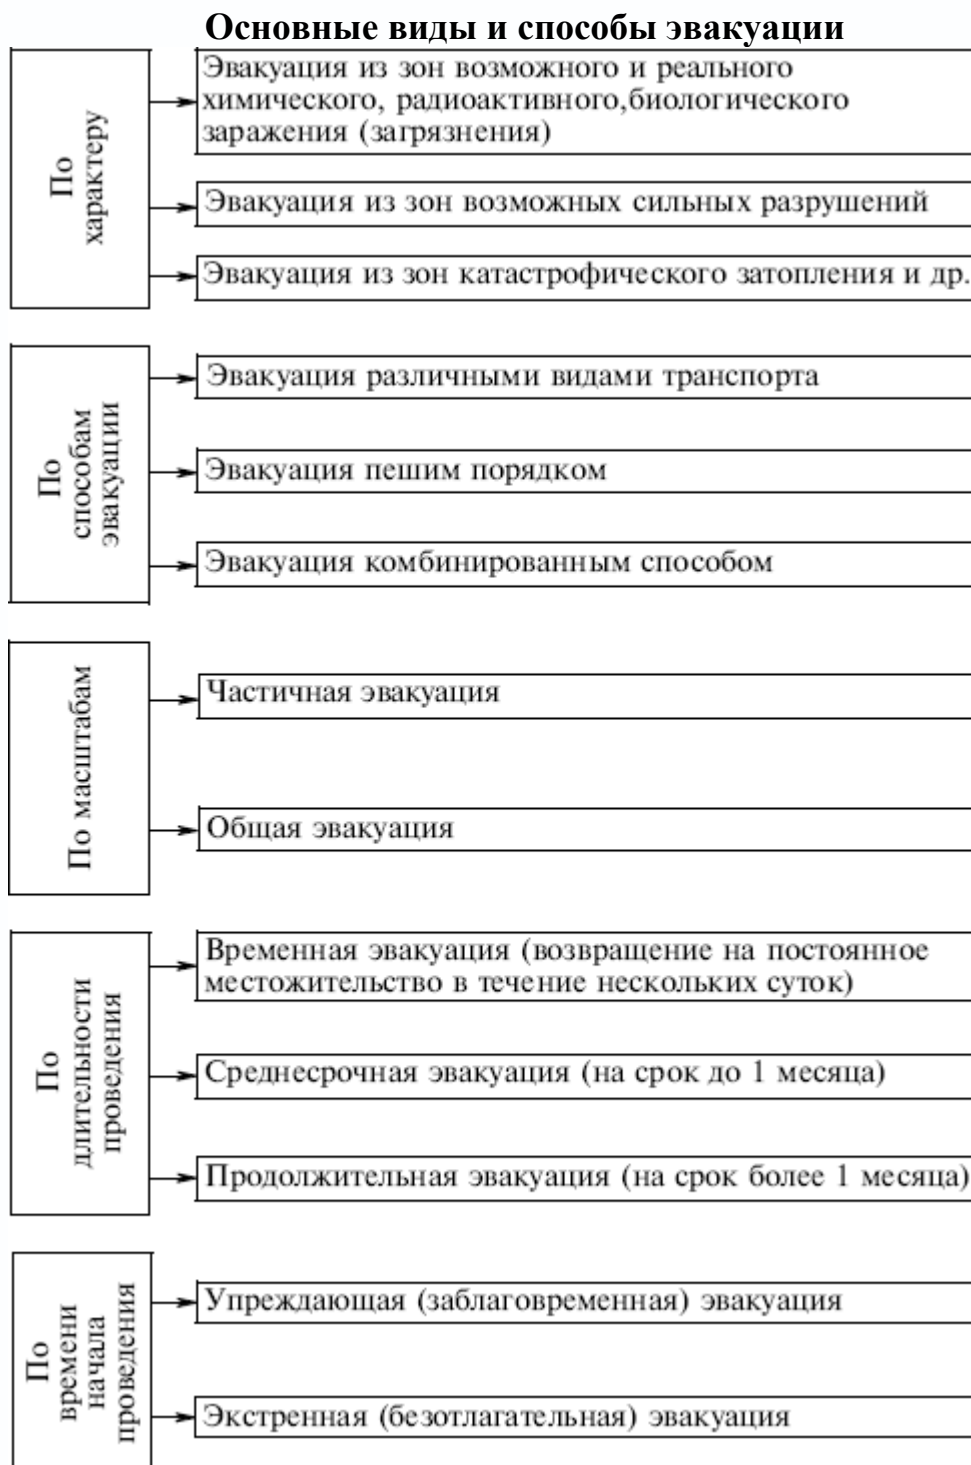 Основные виды и способы эвакуации
По
характеру
Эвакуация из зон возможного и реального
химического, радиоактивного,биологического
заражения (загрязнения)
Эвакуация из зон возможных сильных разрушений
Эвакуация из зон катастрофического затопления и др.
По
способам
эвакуации
Эвакуация различными видами транспорта
Эвакуация пешим порядком
Эвакуация комбинированным способом
По масштабам
Частичная эвакуация
Общая эвакуация
По
длительности
проведения
Временная эвакуация (возвращение на постоянное
местожительство в течение нескольких суток)
Среднесрочная эвакуация (на срок до 1 месяца)
Продолжительная эвакуация (на срок более 1 месяца)
По
времени
начала
проведения
Упреждающая (заблаговременная) эвакуация
Экстренная (безотлагательная) эвакуация